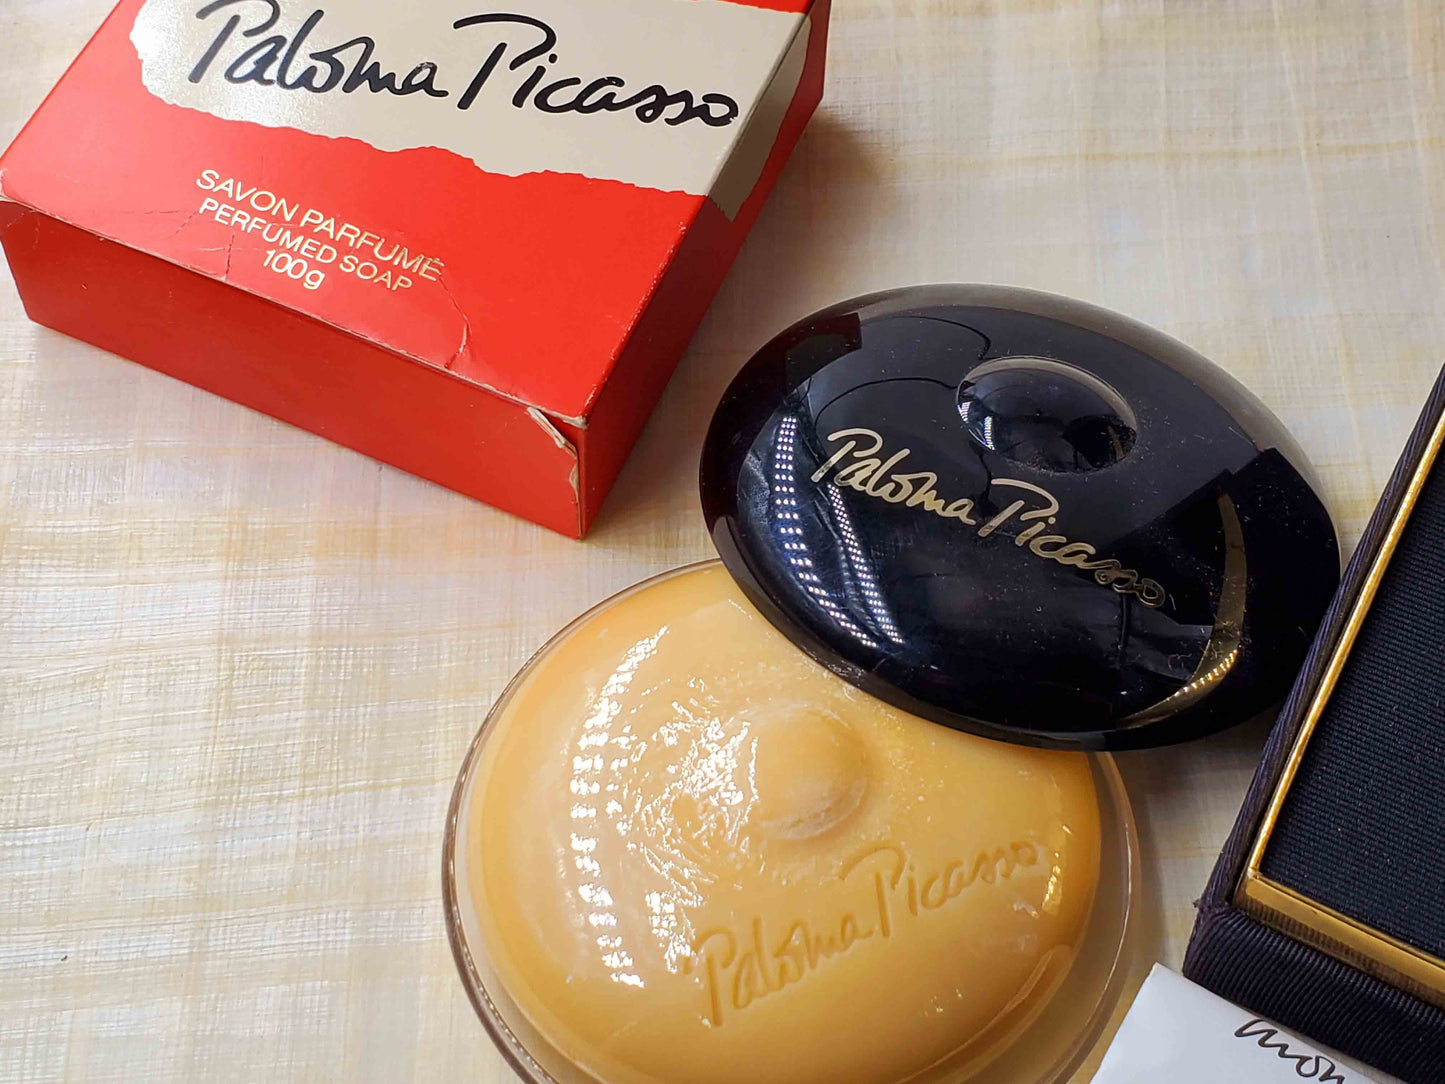 Paloma Picasso
SAVON PARFUMÉ
PERFUMED SOAP
100g
Paloma Picasso
Paloma Picasso